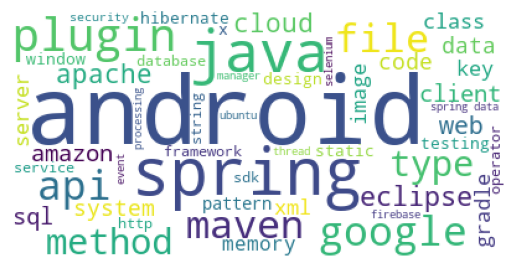 security
hibernate
x
cloud
class
plugin
java
file
window
database
data
apache
manager
design
code
selenium
key
server
android
image
client
processing
string
ubuntu
spring data
web
amazon
framework
thread
static
testing
operator
service
event
spring
type
api
sdk
eclipse
sql
system
maven
pattern
xml
firebase
gradle
http
method
memory
google